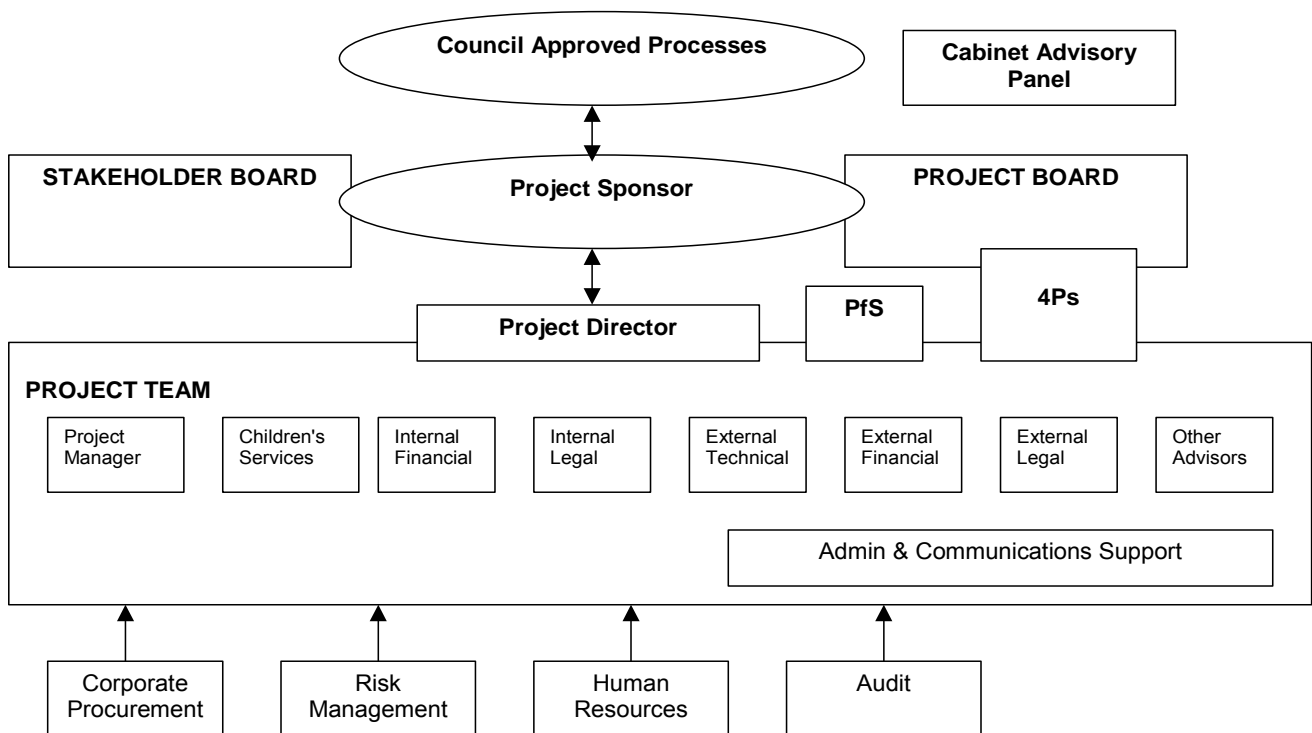 Council Approved Processes
Cabinet Advisory
Panel
STAKEHOLDER BOARD
Project Sponsor
PROJECT BOARD
4Ps
PfS
Project Director
PROJECT TEAM
Project
Manager
Children's
Services
Internal
Financial
Internal
Legal
External
Technical
External
Financial
External
Legal
Other
Advisors
Admin & Communications Support
Corporate
Procurement
Risk
Management
Human
Resources
Audit